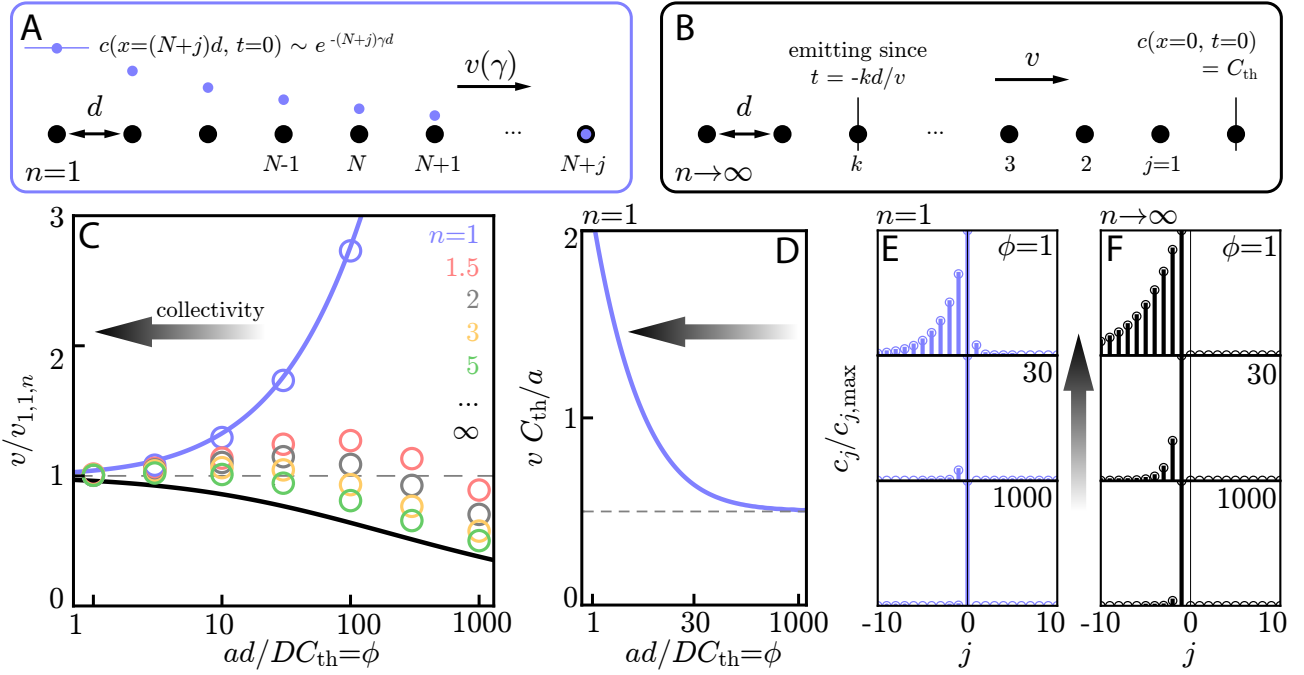 A
c(x=(N+j)d, t=0) ∼ e^{-(N+j)γd}
v(γ)
d
...
n=1
N-1
N
N+1
N+j
B
emitting since
t = -kd/v
v
c(x=0, t=0)
= C_th
d
...
n→∞
k
3
2
j=1
C
3
2
1
0
v/v_{1,1,n}
collectivity
n=1
1.5
2
3
5
...
∞
1
10
100
1000
ad/DC_th=ϕ
n=1
D
2
1
0
v C_th/a
1
30
1000
ad/DC_th=ϕ
n=1
E
ϕ=1
30
1000
c_j/c_{j,max}
-10
0
10
j
n→∞
F
ϕ=1
30
1000
-10
0
10
j